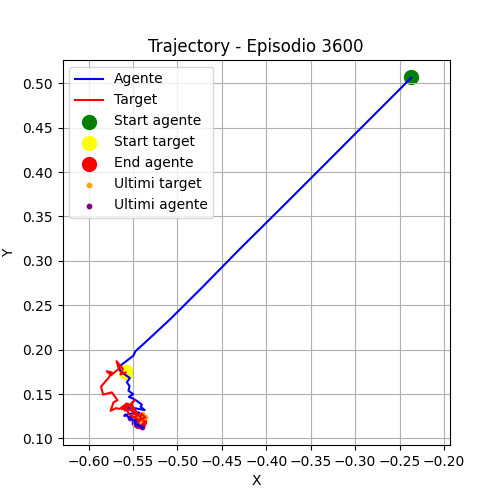 Trajectory - Episodio 3600
Agente
Target
Start agente
Start target
End agente
Ultimi target
Ultimi agente
Y
0.50
0.45
0.40
0.35
0.30
0.25
0.20
0.15
0.10
−0.60 −0.55 −0.50 −0.45 −0.40 −0.35 −0.30 −0.25 −0.20
X